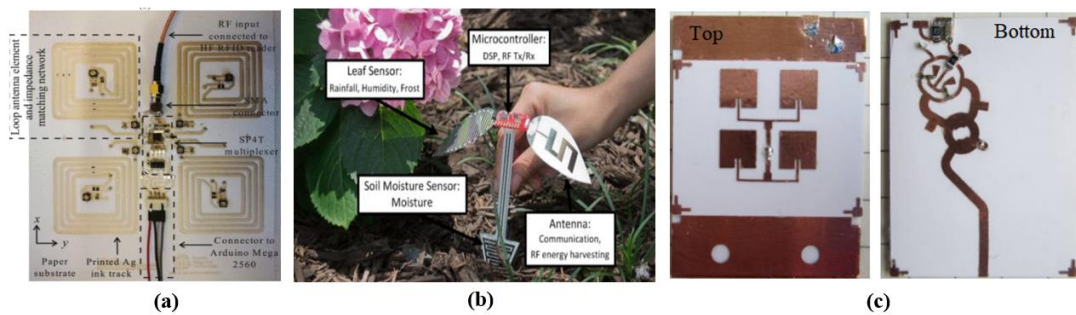 RF input
connected to
HF RFID reader
Loop antenna element
and impedance
matching network
SMA
connector
SP4T
multiplexer
x
y
Paper
substrate
Printed Ag
ink track
Connector to
Arduino Mega
2560
(a)
Microcontroller:
DSP, RF Tx/Rx
Leaf Sensor:
Rainfall, Humidity, Frost
Soil Moisture Sensor:
Moisture
Antenna:
Communication,
RF energy harvesting
(b)
Top
Bottom
(c)